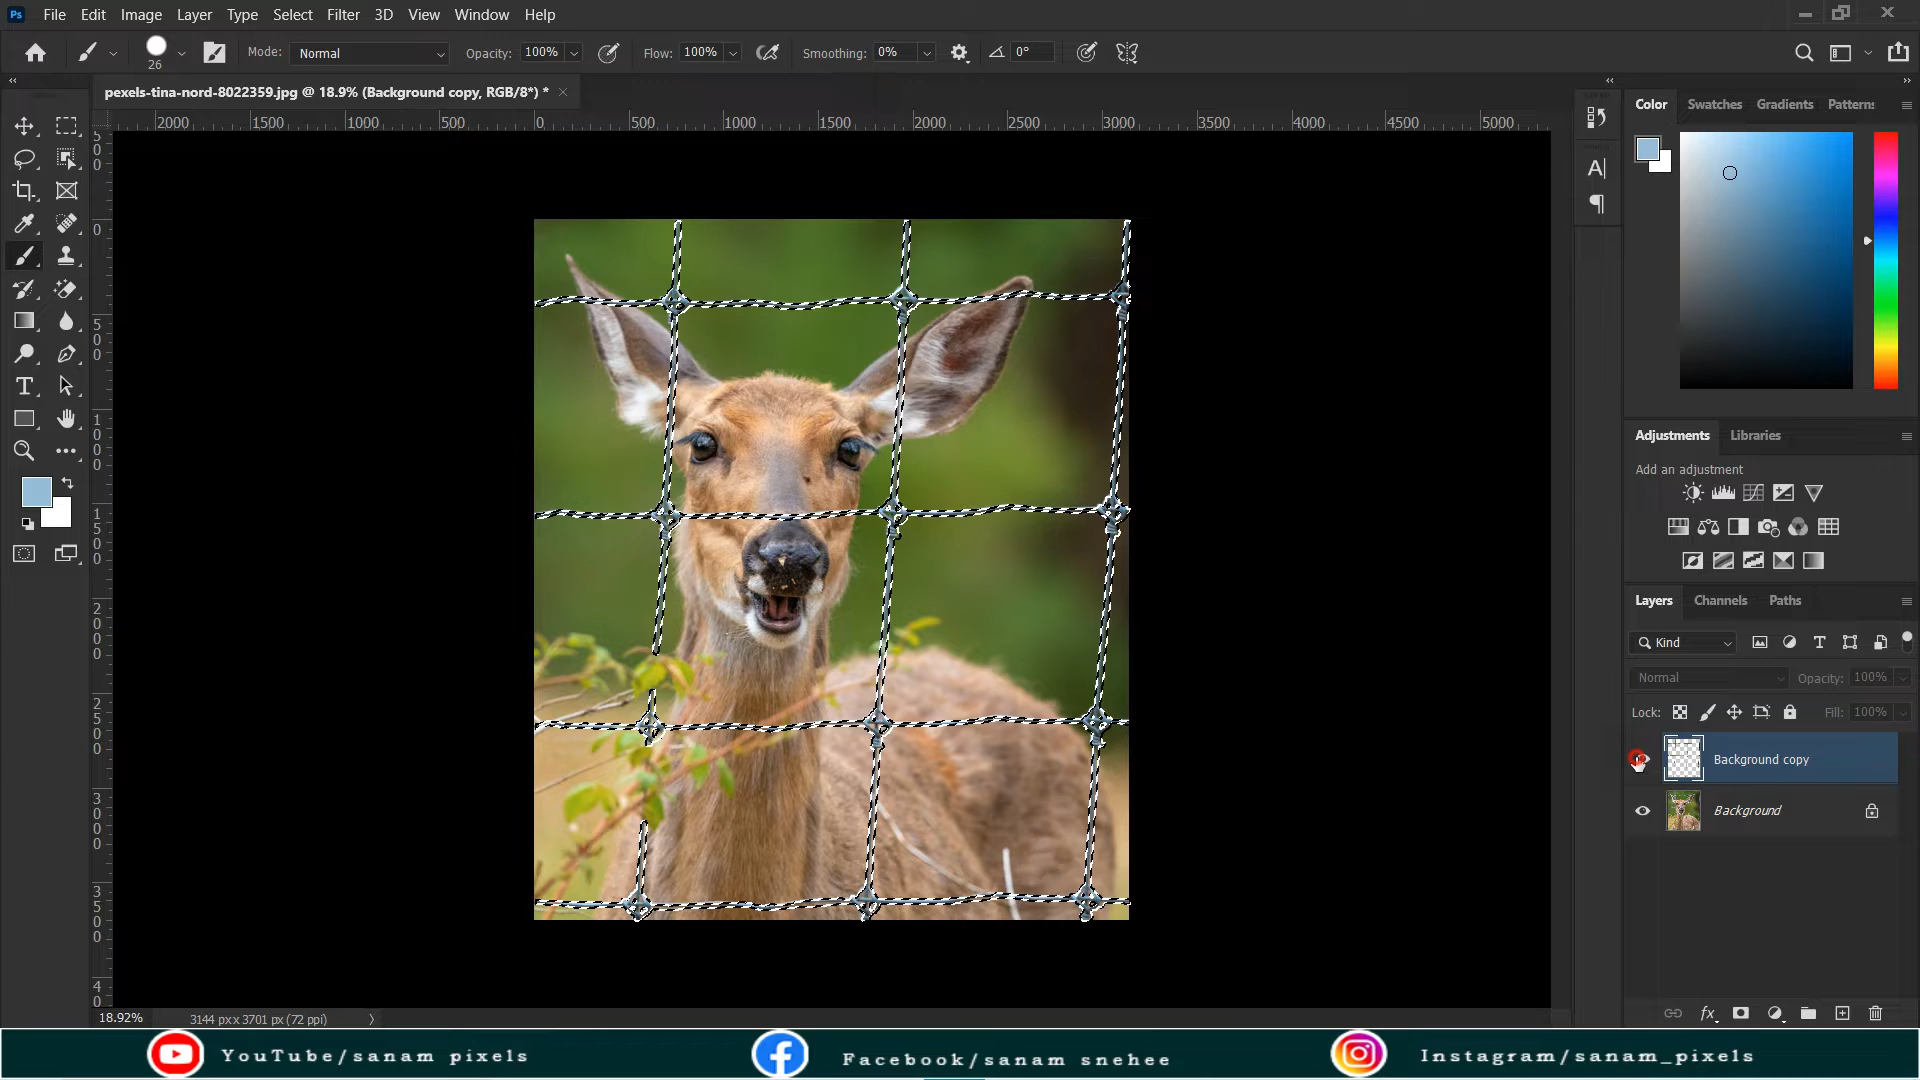 Ps File Edit Image Layer Type Select Filter 3D View Window Help
26 Mode: Normal Opacity: 100% Flow: 100% Smoothing: 0% 0°
pexels-tina-nord-8022359.jpg @ 18.9% (Background copy, RGB/8*) *
Color Swatches Gradients Patterns
2000 1500 1000 500 0 500 1000 1500 2000 2500 3000 3500 4000 4500 5000
Adjustments Libraries
Add an adjustment
Layers Channels Paths
Kind
Normal Opacity: 100%
Lock: Fill: 100%
Background copy
Background
18.92% 3144 px x 3701 px (72 ppi)
YouTube/sanam pixels Facebook/sanam snehee Instagram/sanam_pixels